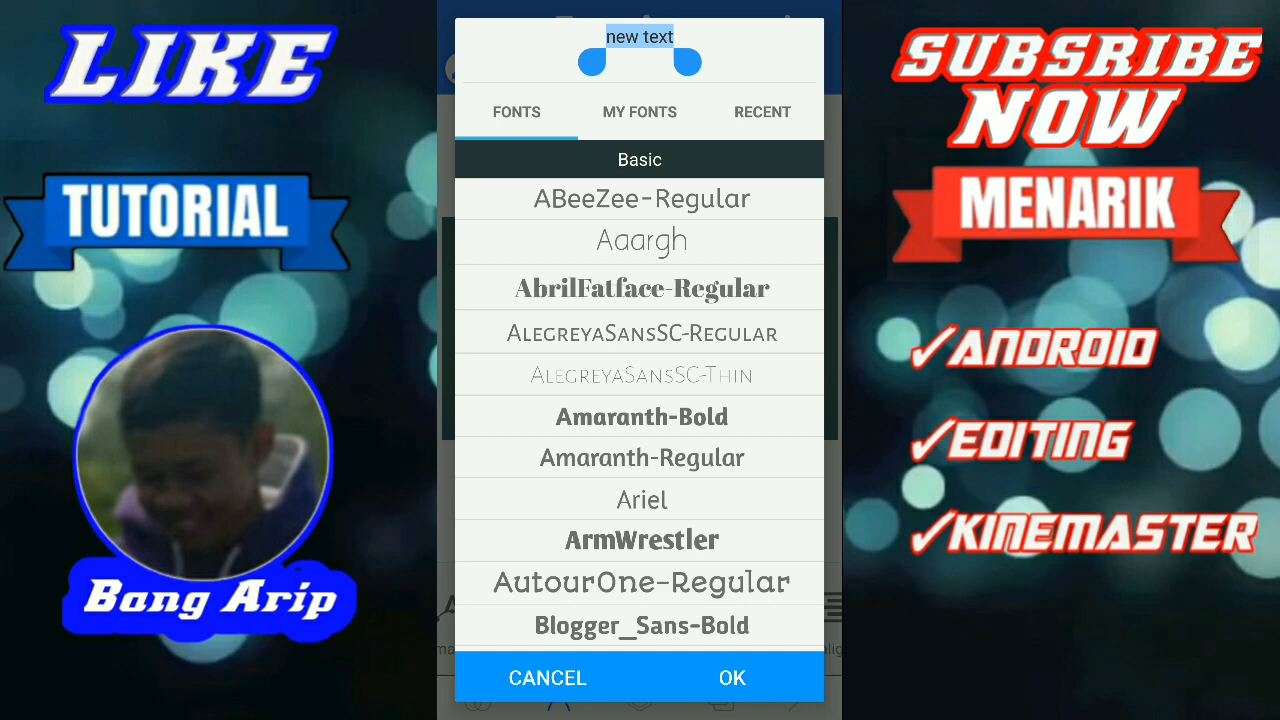 LIKE
TUTORIAL
Bang Arip
new text
FONTS
MY FONTS
RECENT
Basic
ABeeZee-Regular
Aaargh
AbrilFatface-Regular
AlegreyaSansSC-Regular
AlegreyaSansSC-Thin
Amaranth-Bold
Amaranth-Regular
Ariel
ArmWrestler
AutourOne-Regular
Blogger_Sans-Bold
CANCEL
OK
SUBSRIBE
NOW
MENARIK
✓ANDROID
✓EDITING
✓KINEMASTER